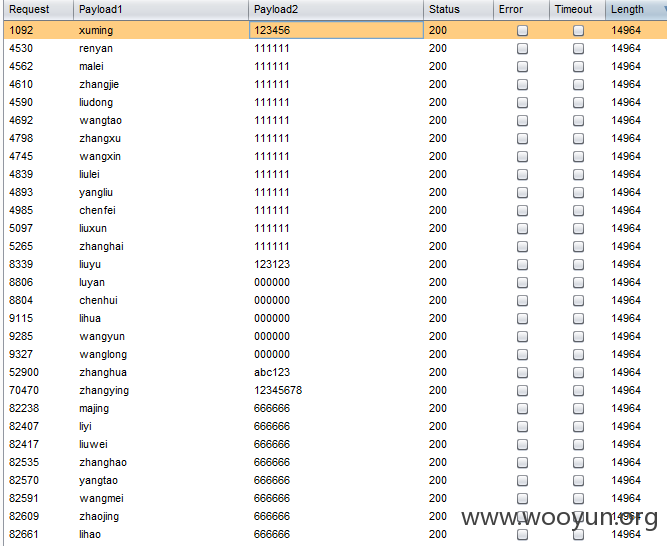 Request Payload1 Payload2 Status Error Timeout Length
1092 xuming 123456 200 14964
4530 renyan 111111 200 14964
4562 malei 111111 200 14964
4610 zhangjie 111111 200 14964
4590 liudong 111111 200 14964
4692 wangtao 111111 200 14964
4798 zhangxu 111111 200 14964
4745 wangxin 111111 200 14964
4839 liulei 111111 200 14964
4893 yangliu 111111 200 14964
4985 chenfei 111111 200 14964
5097 liuxun 111111 200 14964
5265 zhanghai 111111 200 14964
8339 liuyu 123123 200 14964
8806 luyan 000000 200 14964
8804 chenhui 000000 200 14964
9115 lihua 000000 200 14964
9285 wangyun 000000 200 14964
9327 wanglong 000000 200 14964
52900 zhanghua abc123 200 14964
70470 zhangying 12345678 200 14964
82238 majing 666666 200 14964
82407 liyi 666666 200 14964
82417 liuwei 666666 200 14964
82535 zhanghao 666666 200 14964
82570 yangtao 666666 200 14964
82591 wangmei 666666 200 14964
82609 zhaojing 666666 200 14964
82661 lihao 666666 200 14964
www.wooyun.org